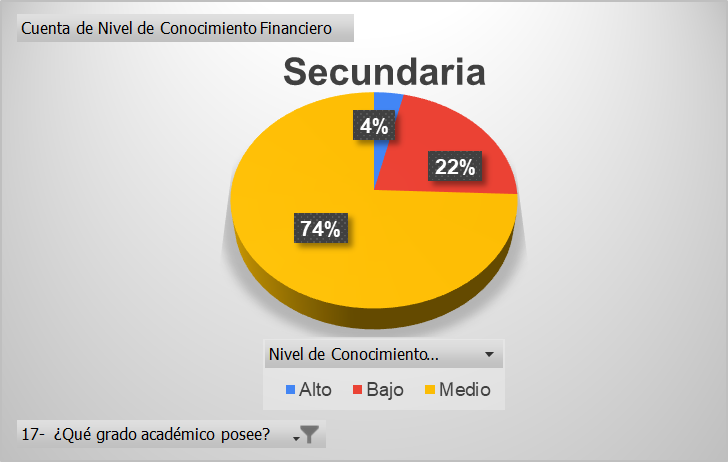 Cuenta de Nivel de Conocimiento Financiero
Secundaria
4%
22%
74%
Nivel de Conocimiento...
Alto Bajo Medio
17- ¿Qué grado académico posee?